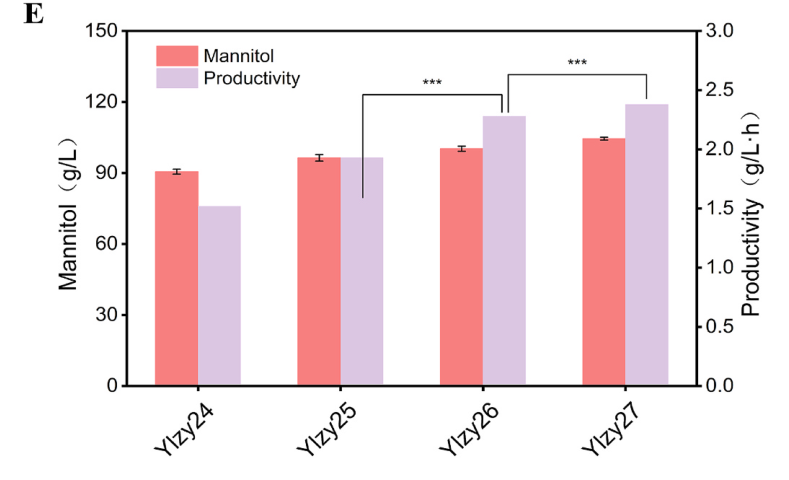 E
Mannitol
Productivity
***
***
150
120
90
60
30
0
3.0
2.5
2.0
1.5
1.0
0.5
0.0
Mannitol（g/L）
Productivity（g/L·h）
Ylzy24
Ylzy25
Ylzy26
Ylzy27